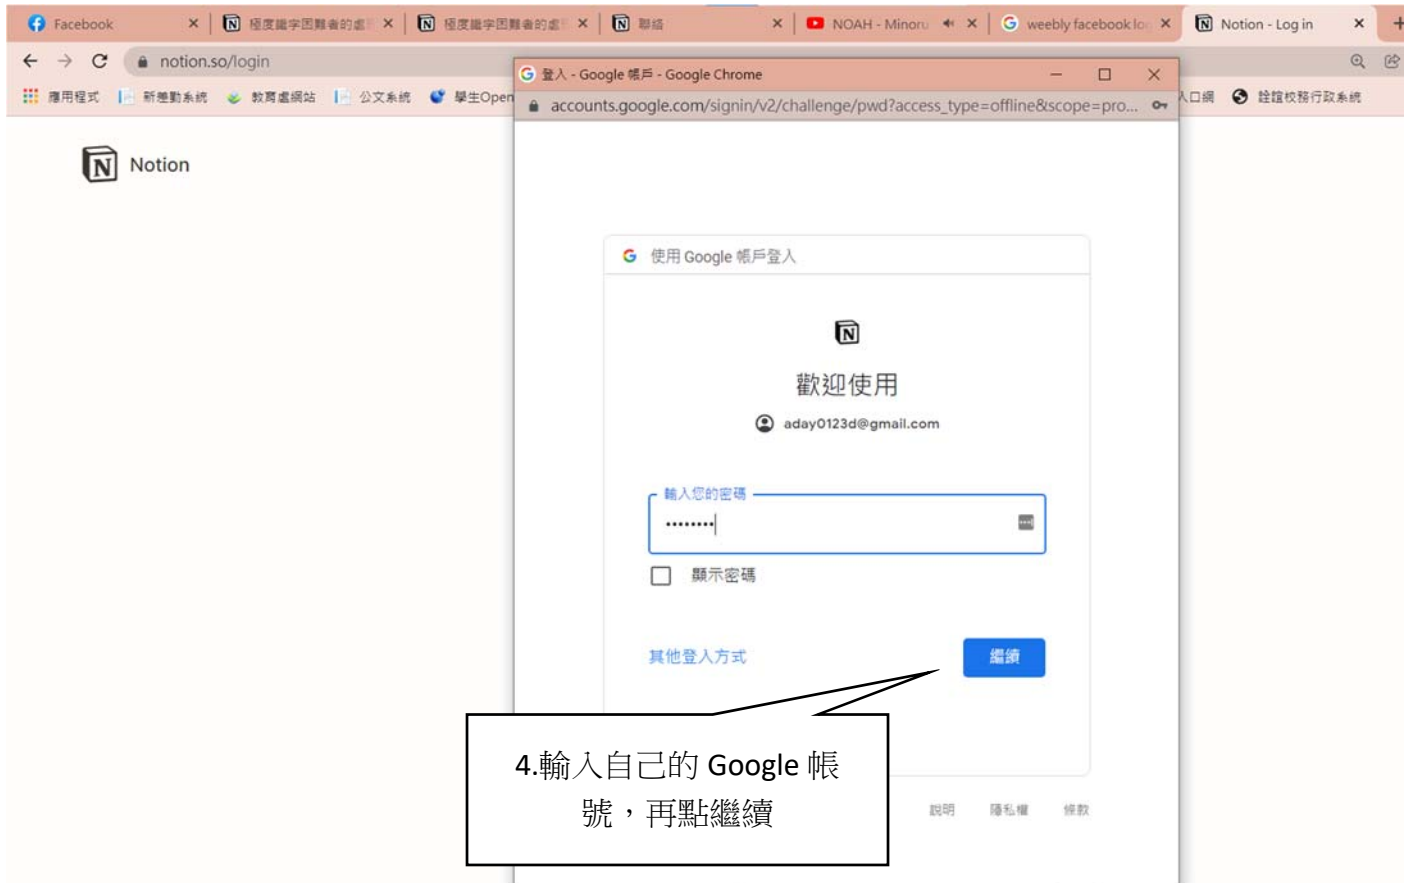 Facebook
極度識字困難者的處
極度識字困難者的處
聯絡
NOAH - Minoru
weebly facebook lo
Notion - Log in
notion.so/login
登入 - Google 帳戶 - Google Chrome
accounts.google.com/signin/v2/challenge/pwd?access_type=offline&scope=pro...
應用程式
新差勤系統
教育處網站
公文系統
學生Open
入口網
詮誼校務行政系統
Notion
使用 Google 帳戶登入
歡迎使用
aday0123d@gmail.com
輸入您的密碼
••••••••
顯示密碼
其他登入方式
繼續
4.輸入自己的 Google 帳
號，再點繼續
說明
隱私權
條款